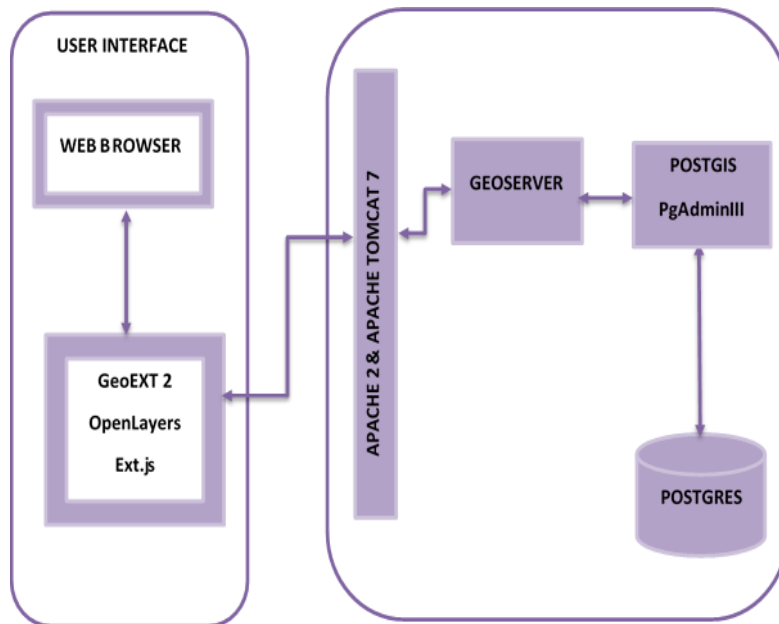 USER INTERFACE
WEB BROWSER
GeoEXT 2
OpenLayers
Ext.js
APACHE 2 & APACHE TOMCAT 7
GEOSERVER
POSTGIS
PgAdminIII
POSTGRES